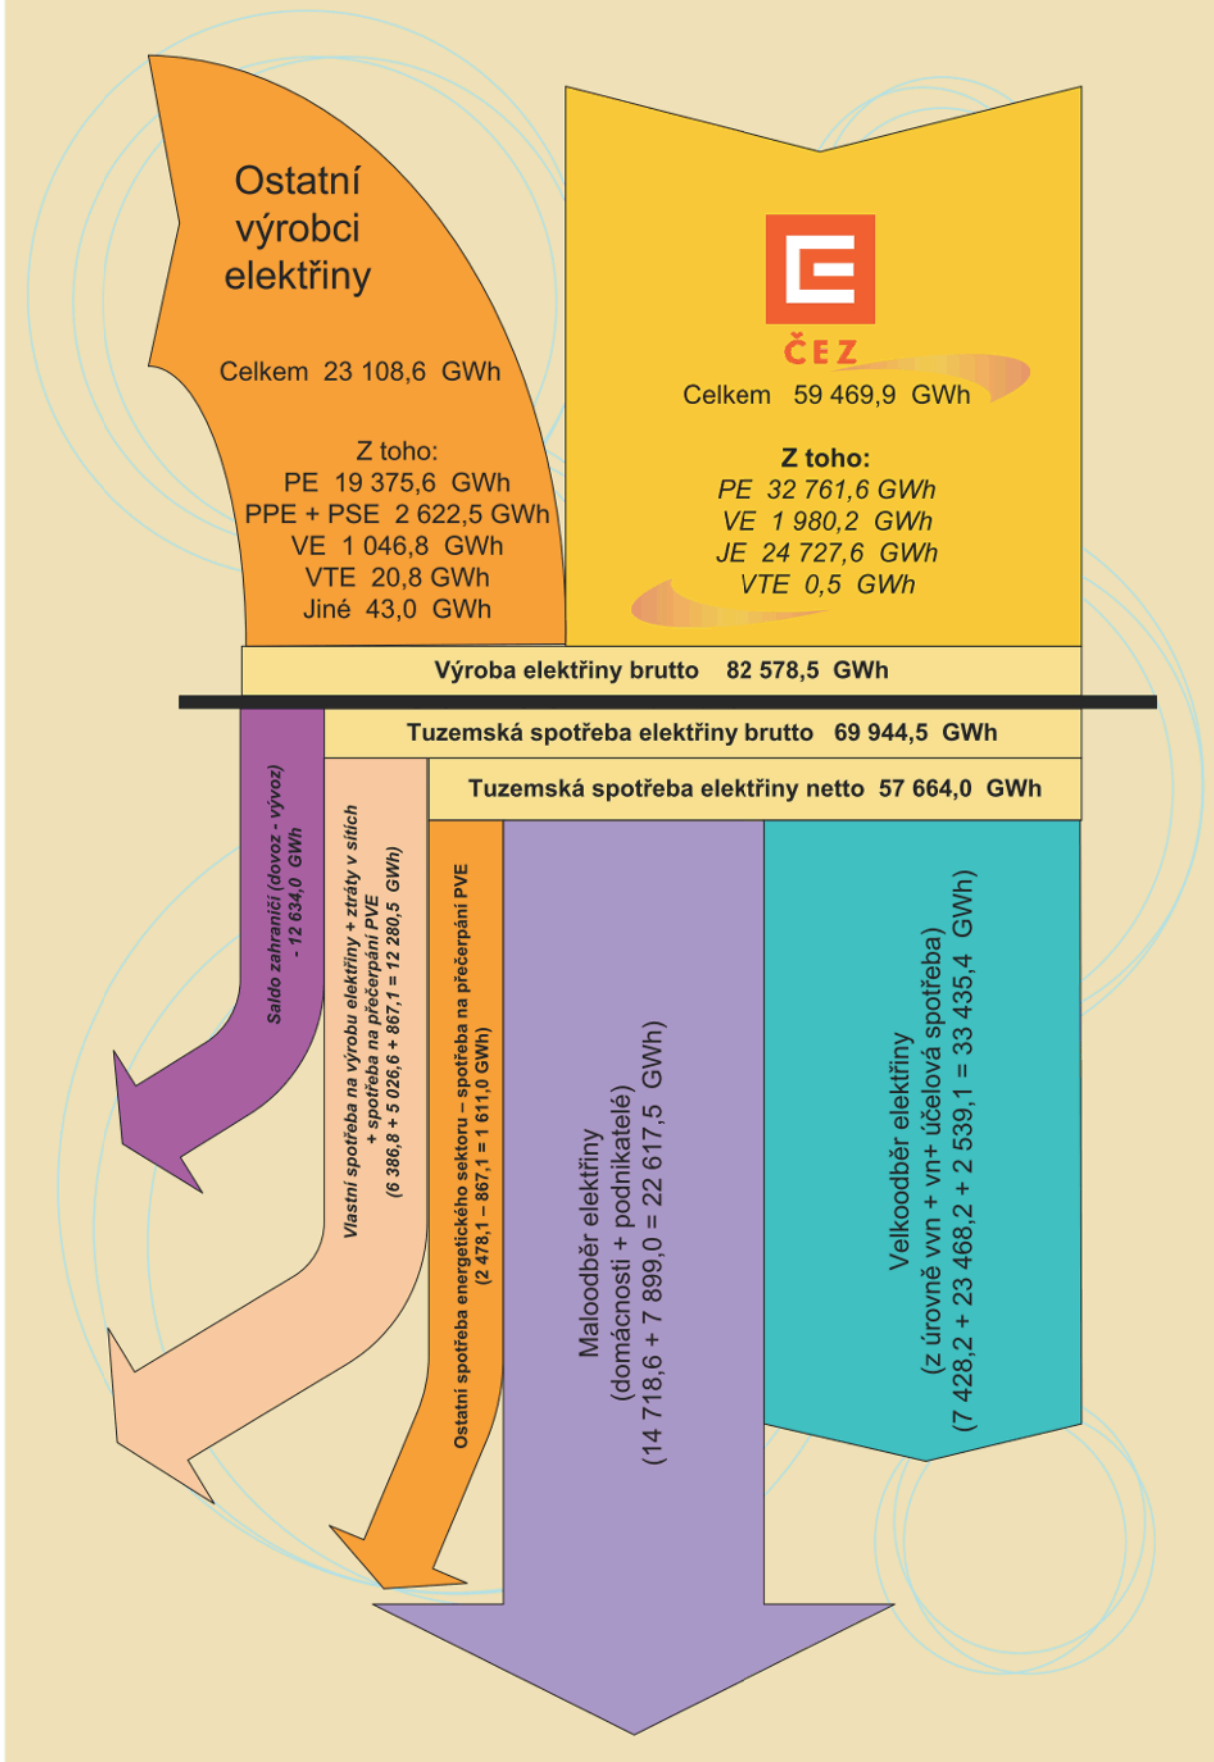 Ostatní
výrobci
elektřiny
Celkem 23 108,6 GWh
Z toho:
PE 19 375,6 GWh
PPE + PSE 2 622,5 GWh
VE 1 046,8 GWh
VTE 20,8 GWh
Jiné 43,0 GWh
ČEZ
Celkem 59 469,9 GWh
Z toho:
PE 32 761,6 GWh
VE 1 980,2 GWh
JE 24 727,6 GWh
VTE 0,5 GWh
Výroba elektřiny brutto 82 578,5 GWh
Tuzemská spotřeba elektřiny brutto 69 944,5 GWh
Tuzemská spotřeba elektřiny netto 57 664,0 GWh
Saldo zahraničí (dovoz - vývoz)
- 12 634,0 GWh
Vlastní spotřeba na výrobu elektřiny + ztráty v sítích
+ spotřeba na přečerpání PVE
(6 386,8 + 5 026,6 + 867,1 = 12 280,5 GWh)
Ostatní spotřeba energetického sektoru – spotřeba na přečerpání PVE
(2 478,1 – 867,1 = 1 611,0 GWh)
Maloodběr elektřiny
(domácnosti + podnikatelé)
(14 718,6 + 7 899,0 = 22 617,5 GWh)
Velkoodběr elektřiny
(z úrovně vvn + vn+ účelová spotřeba)
(7 428,2 + 23 468,2 + 2 539,1 = 33 435,4 GWh)